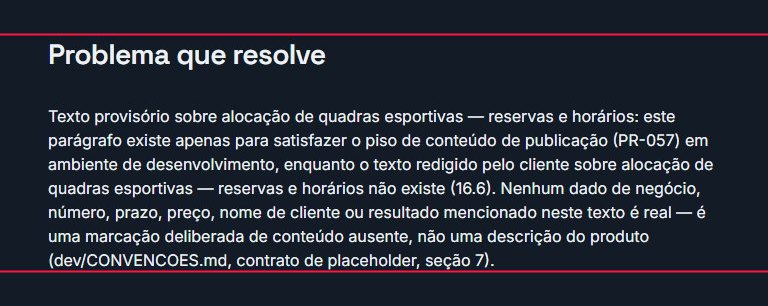 Problema que resolve
Texto provisório sobre alocação de quadras esportivas — reservas e horários: este
parágrafo existe apenas para satisfazer o piso de conteúdo de publicação (PR-057) em
ambiente de desenvolvimento, enquanto o texto redigido pelo cliente sobre alocação de
quadras esportivas — reservas e horários não existe (16.6). Nenhum dado de negócio,
número, prazo, preço, nome de cliente ou resultado mencionado neste texto é real — é
uma marcação deliberada de conteúdo ausente, não uma descrição do produto
(dev/CONVENCOES.md, contrato de placeholder, seção 7).